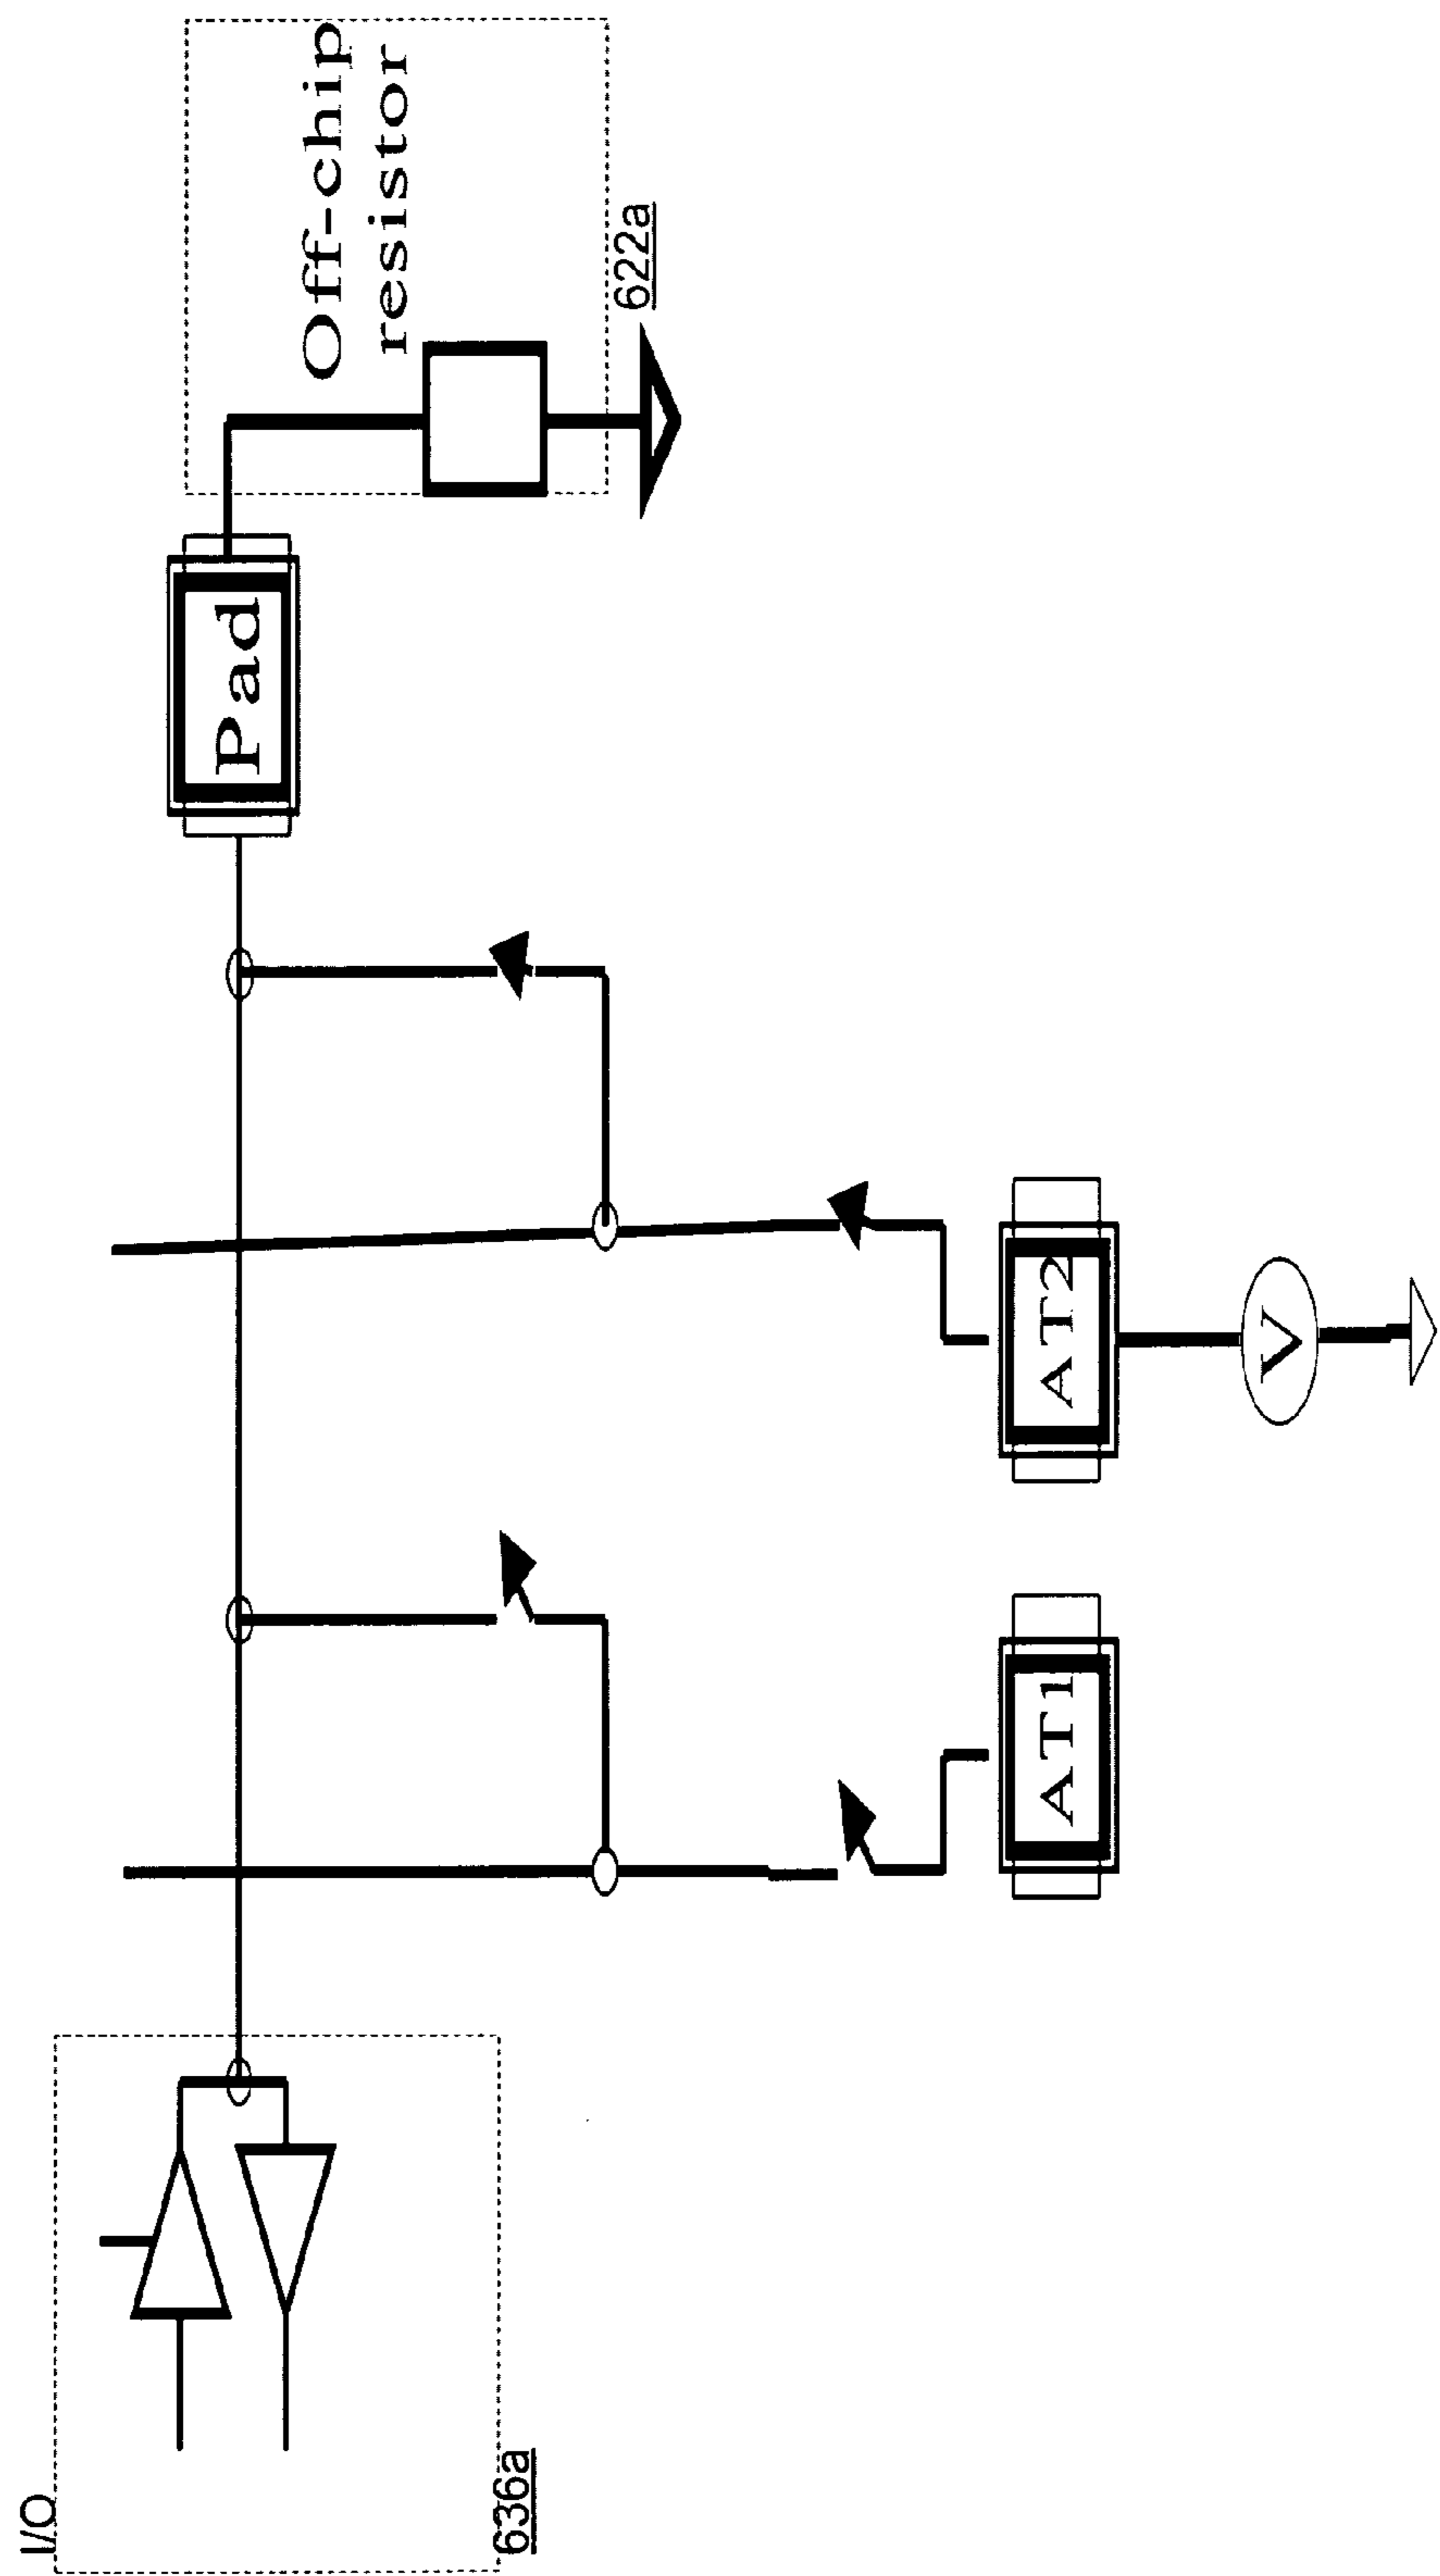 I/O
636a
AT1
AT2
V
Pad
Off-chip
resistor
622a